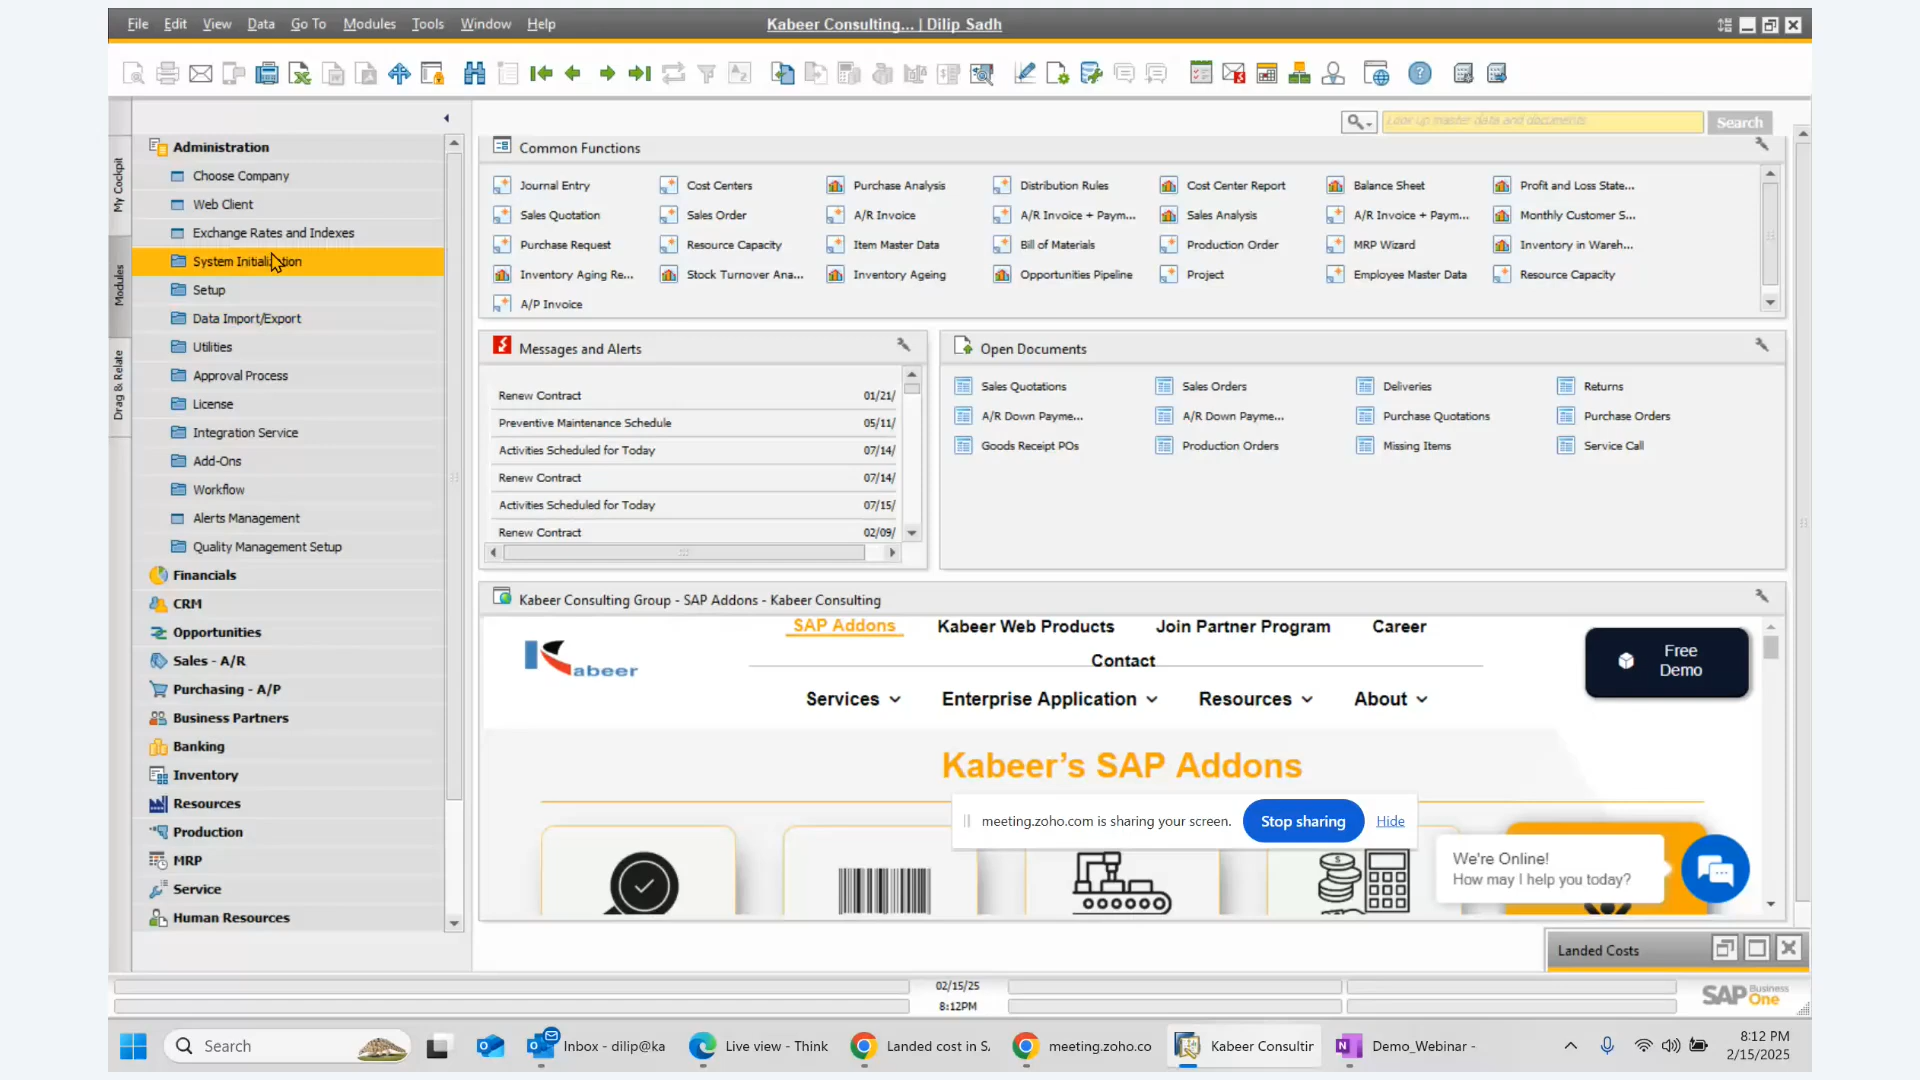 File Edit View Data Go To Modules Tools Window Help
Kabeer Consulting... | Dilip Sadh
Look up master data and documents
Search
My Cockpit
Modules
Drag & Relate
Administration
Choose Company
Web Client
Exchange Rates and Indexes
System Initialization
Setup
Data Import/Export
Utilities
Approval Process
License
Integration Service
Add-Ons
Workflow
Alerts Management
Quality Management Setup
Financials
CRM
Opportunities
Sales - A/R
Purchasing - A/P
Business Partners
Banking
Inventory
Resources
Production
MRP
Service
Human Resources
Common Functions
Journal Entry Cost Centers Purchase Analysis Distribution Rules Cost Center Report Balance Sheet Profit and Loss State...
Sales Quotation Sales Order A/R Invoice A/R Invoice + Paym... Sales Analysis A/R Invoice + Paym... Monthly Customer S...
Purchase Request Resource Capacity Item Master Data Bill of Materials Production Order MRP Wizard Inventory in Wareh...
Inventory Aging Re... Stock Turnover Ana... Inventory Ageing Opportunities Pipeline Project Employee Master Data Resource Capacity
A/P Invoice
Messages and Alerts
Renew Contract 01/21/
Preventive Maintenance Schedule 05/11/
Activities Scheduled for Today 07/14/
Renew Contract 07/14/
Activities Scheduled for Today 07/15/
Renew Contract 02/09/
Open Documents
Sales Quotations Sales Orders Deliveries Returns
A/R Down Payme... A/R Down Payme... Purchase Quotations Purchase Orders
Goods Receipt POs Production Orders Missing Items Service Call
Kabeer Consulting Group - SAP Addons - Kabeer Consulting
Kabeer
SAP Addons Kabeer Web Products Join Partner Program Career
Contact
Services Enterprise Application Resources About
Free
Demo
Kabeer's SAP Addons
meeting.zoho.com is sharing your screen. Stop sharing Hide
We're Online!
How may I help you today?
Landed Costs
02/15/25
8:12PM
SAP Business One
Search
Inbox - dilip@ka
Live view - Think
Landed cost in S.
meeting.zoho.co
Kabeer Consultir
Demo_Webinar -
8:12 PM
2/15/2025